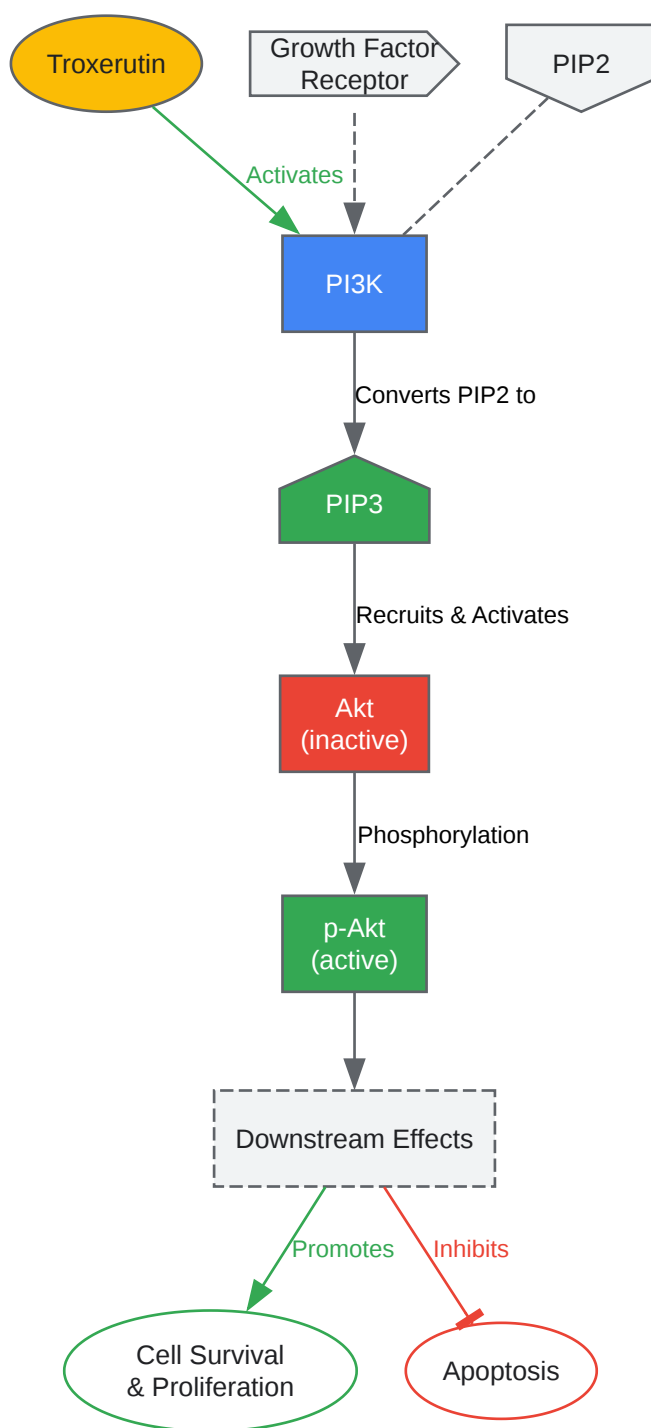 Troxerutin
Growth Factor
Receptor
PIP2
Activates
PI3K
Converts PIP2 to
PIP3
Recruits & Activates
Akt
(inactive)
Phosphorylation
p-Akt
(active)
Downstream Effects
Promotes
Inhibits
Cell Survival
& Proliferation
Apoptosis